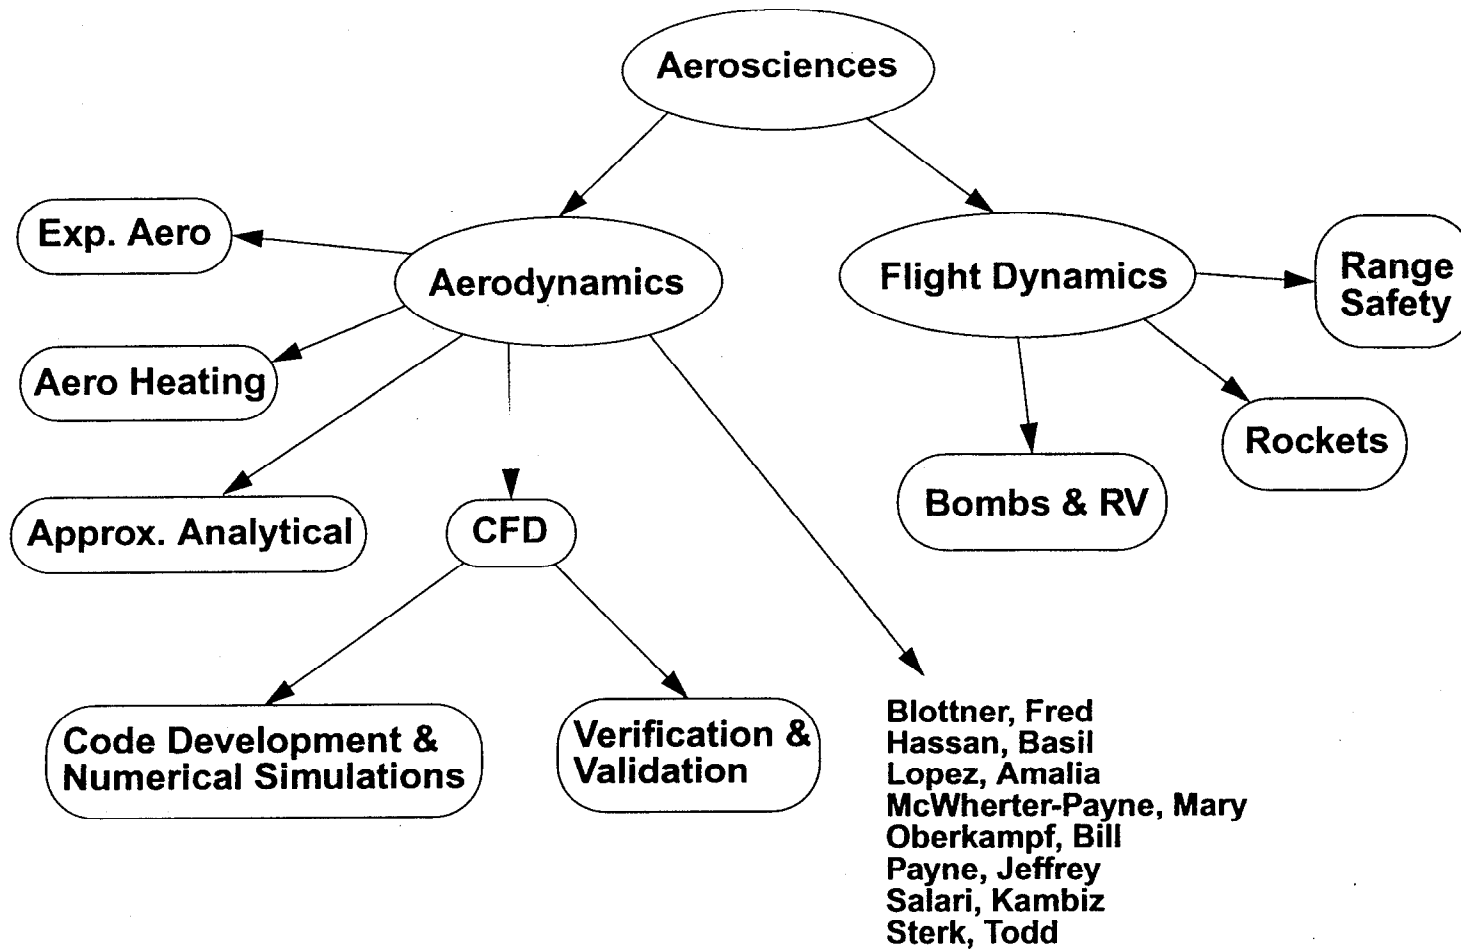 Aerosciences
Exp. Aero
Aerodynamics
Flight Dynamics
Range
Safety
Aero Heating
Rockets
Approx. Analytical
CFD
Bombs & RV
Code Development &
Numerical Simulations
Verification &
Validation
Blottner, Fred
Hassan, Basil
Lopez, Amalia
McWherter-Payne, Mary
Oberkampf, Bill
Payne, Jeffrey
Salari, Kambiz
Sterk, Todd